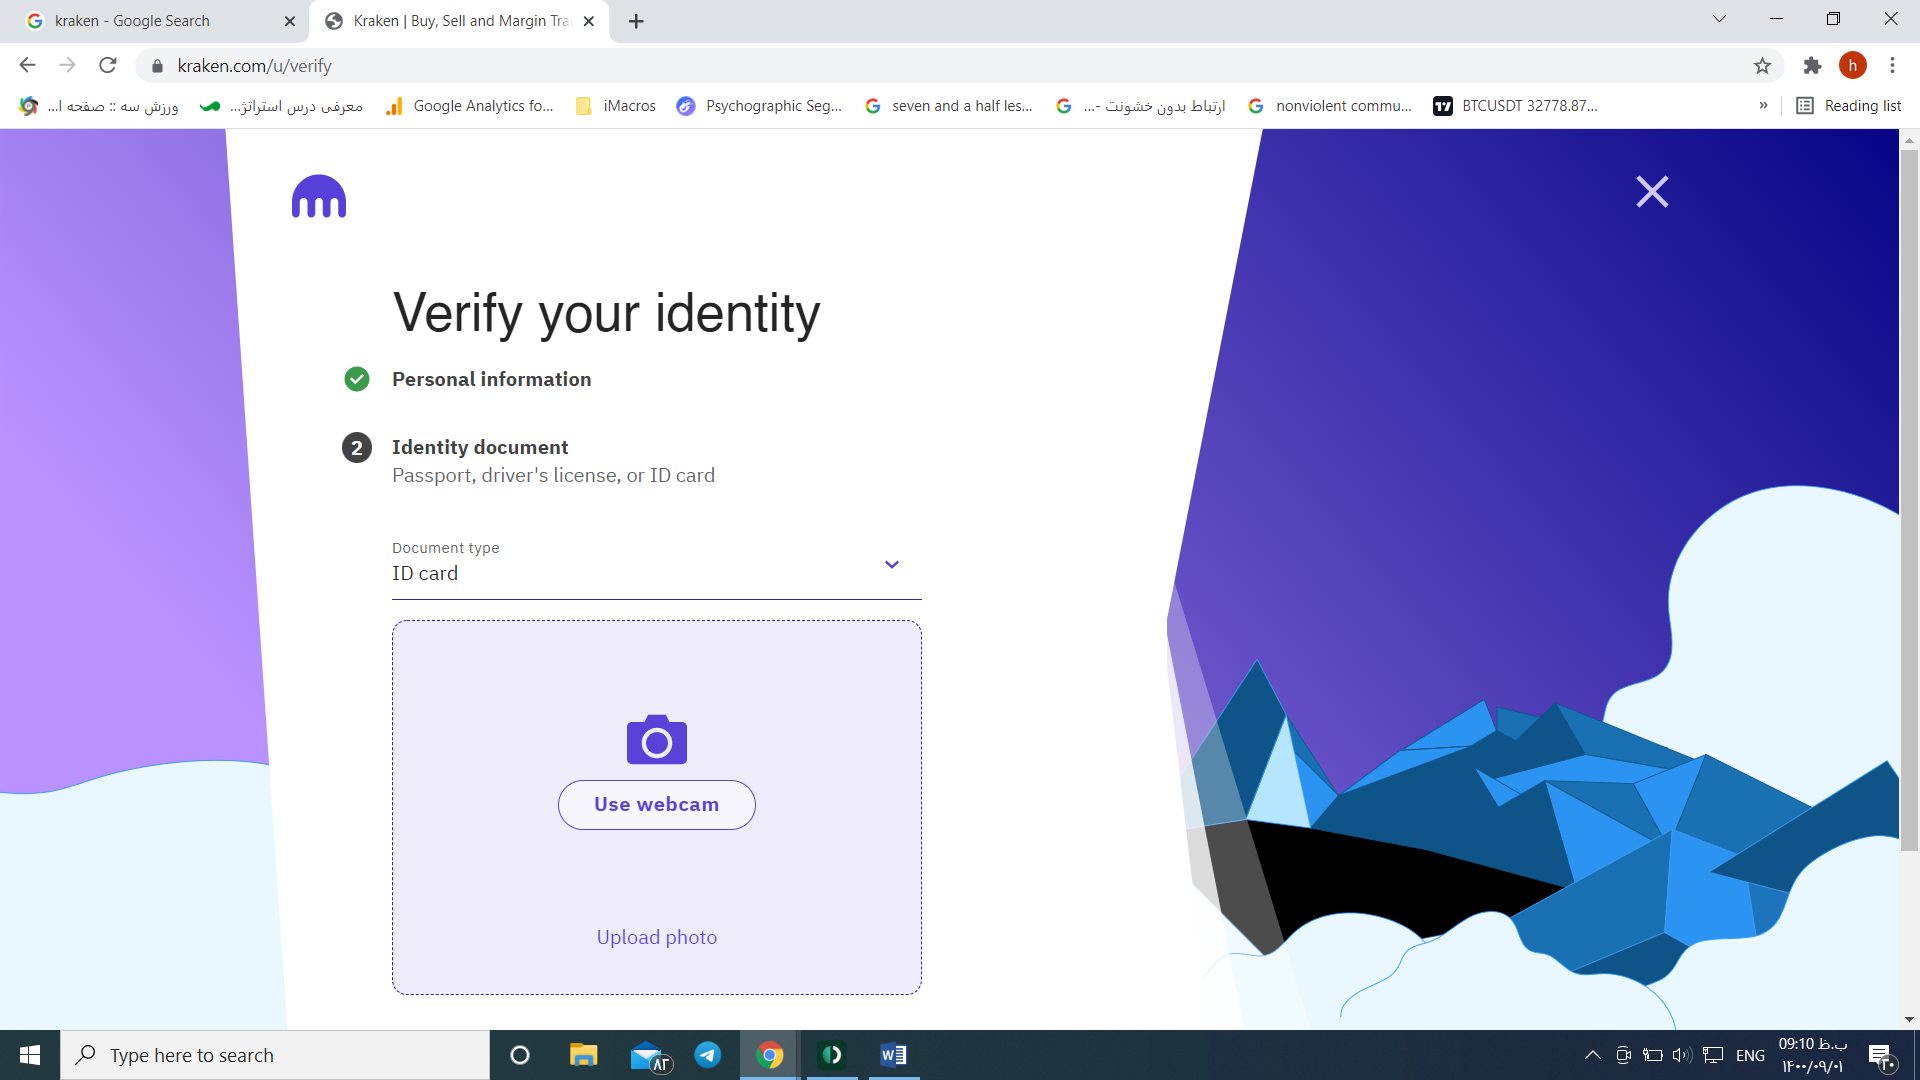 kraken - Google Search
Kraken | Buy, Sell and Margin Tra
kraken.com/u/verify
ورزش سه :: صفحه ا...
معرفی درس استراتژ...
Google Analytics fo...
iMacros
Psychographic Seg...
seven and a half les...
ارتباط بدون خشونت -...
nonviolent commu...
BTCUSDT 32778.87...
»
Reading list
h
Verify your identity
Personal information
2 Identity document
Passport, driver's license, or ID card
Document type
ID card
Use webcam
Upload photo
Type here to search
۸۲
ENG
09:10 ب.ظ
۱۴۰۰/۰۹/۰۱
۲۰